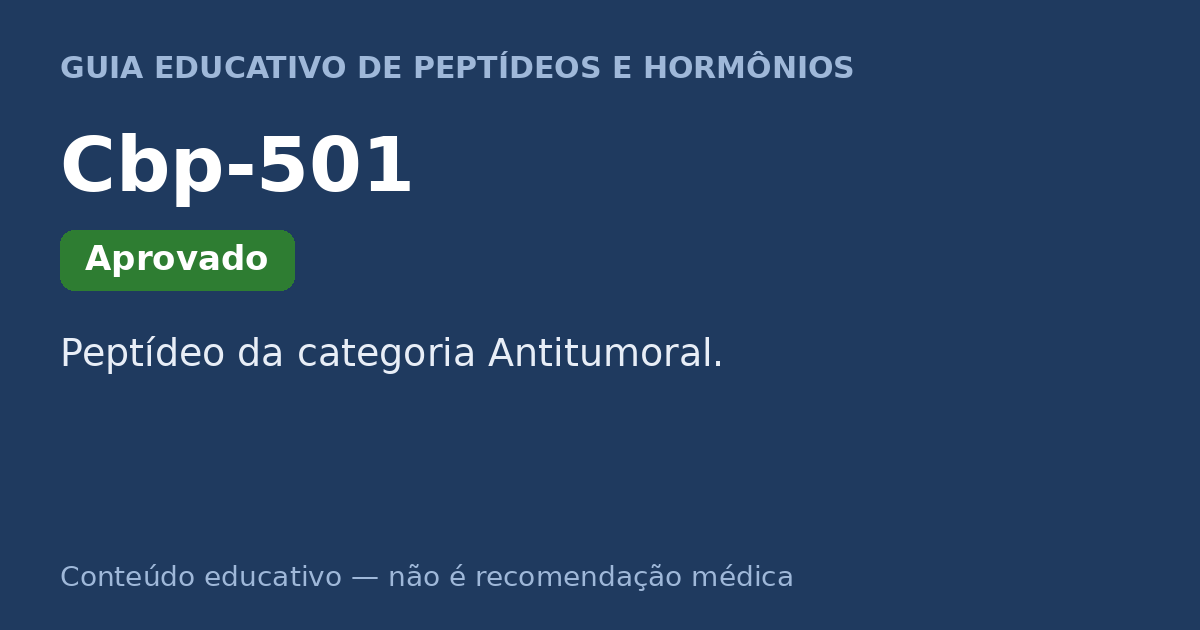 GUIA EDUCATIVO DE PEPTÍDEOS E HORMÔNIOS
Cbp-501
Aprovado
Peptídeo da categoria Antitumoral.
Conteúdo educativo — não é recomendação médica